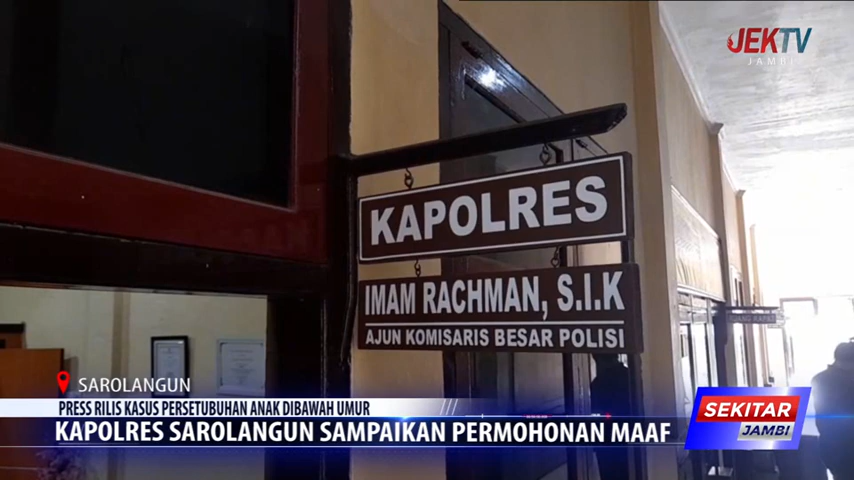 JEKTV
JAMBI
KAPOLRES
IMAM RACHMAN, S.I.K
AJUN KOMISARIS BESAR POLISI
SAROLANGUN
PRESS RILIS KASUS PERSETUBUHAN ANAK DIBAWAH UMUR
KAPOLRES SAROLANGUN SAMPAIKAN PERMOHONAN MAAF
SEKITAR
JAMBI